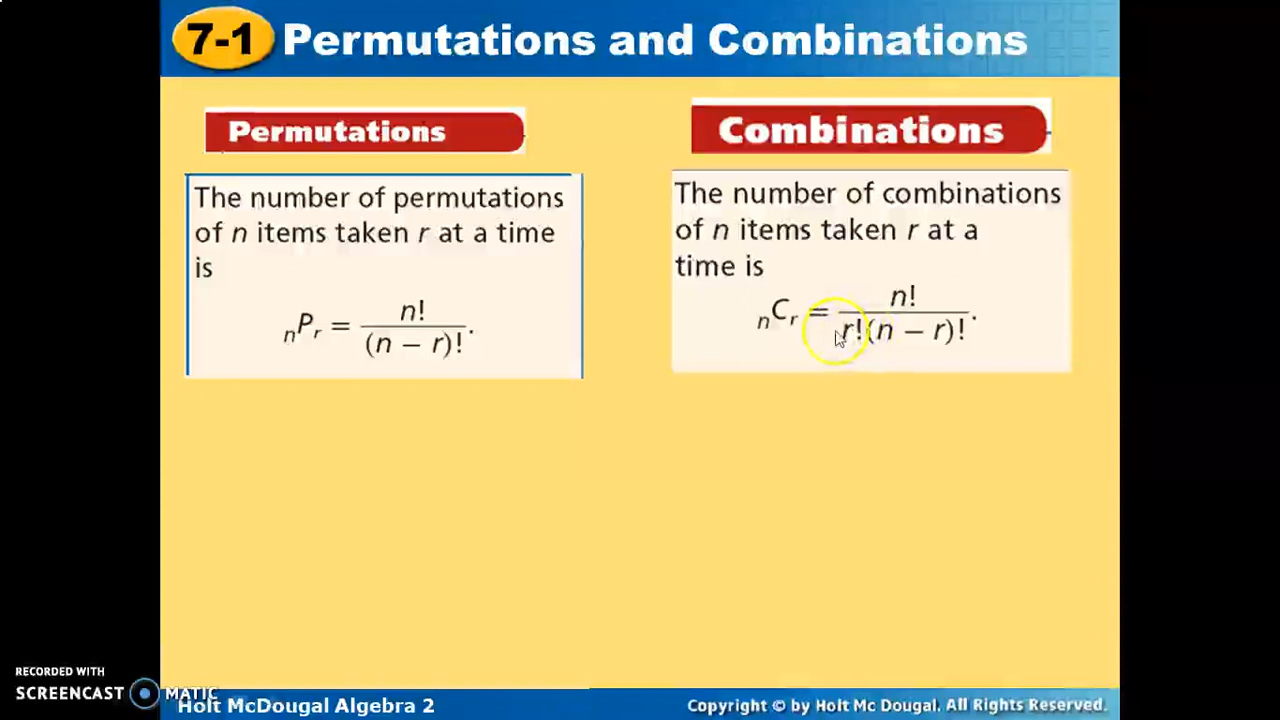 7-1 Permutations and Combinations
Permutations
The number of permutations
of n items taken r at a time
is
nPr = n! / (n − r)!.
Combinations
The number of combinations
of n items taken r at a
time is
nCr = n! / r!(n − r)!.
RECORDED WITH
SCREENCAST MATIC
Holt McDougal Algebra 2
Copyright © by Holt Mc Dougal. All Rights Reserved.